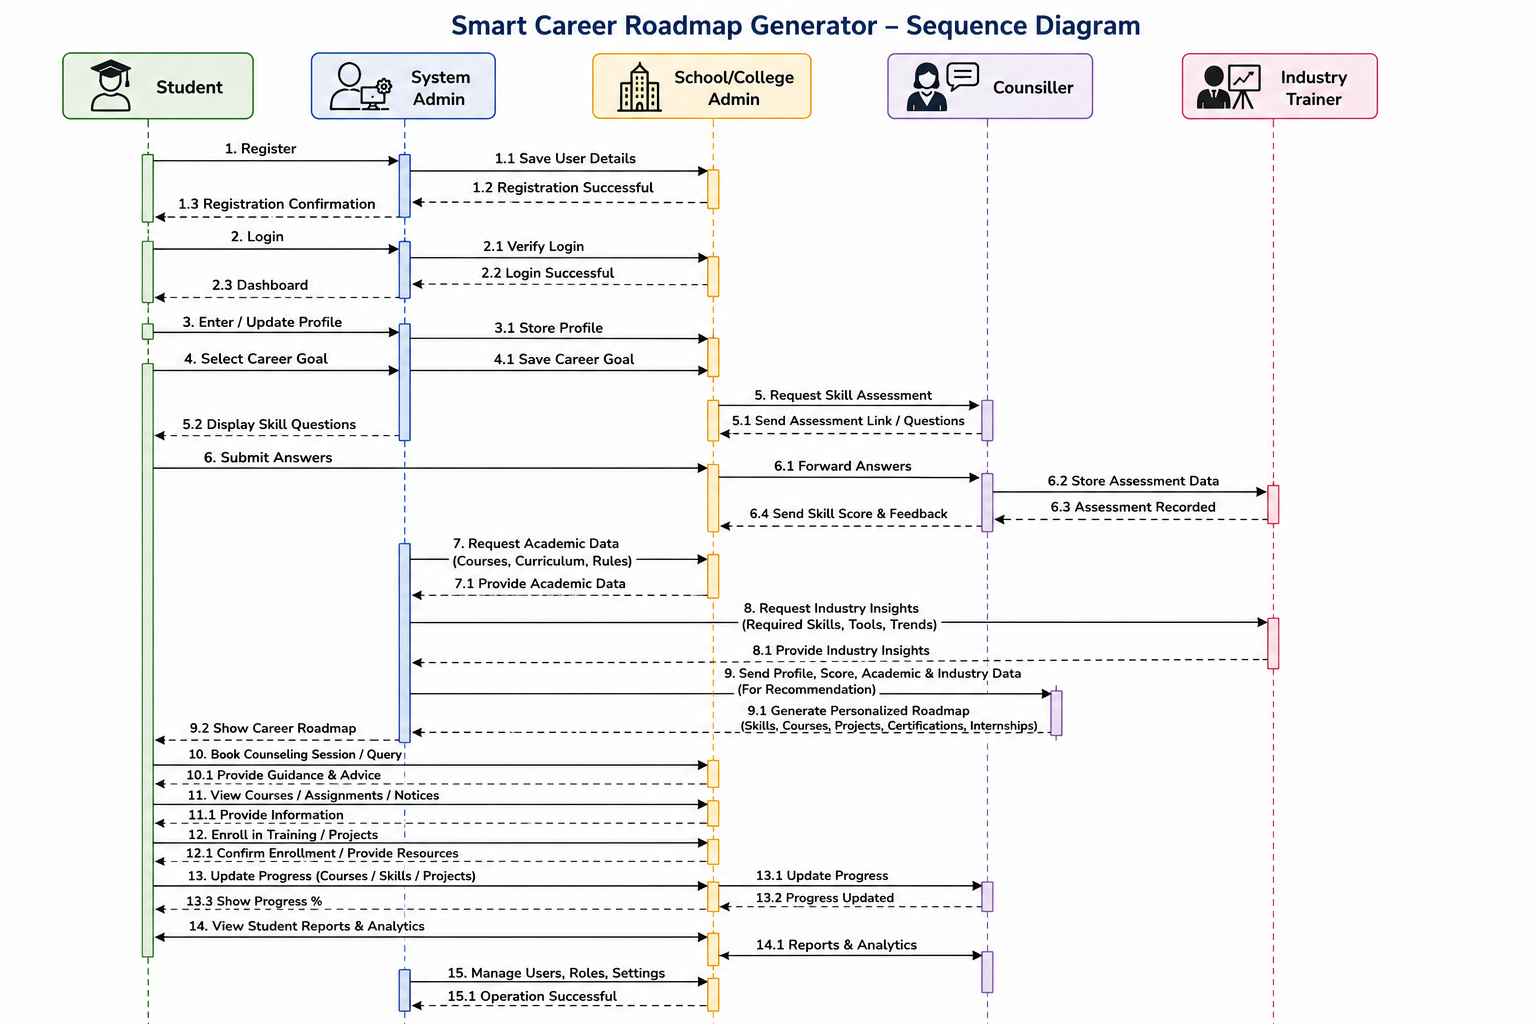 Smart Career Roadmap Generator – Sequence Diagram
Student
System
Admin
School/College
Admin
Counsiller
Industry
Trainer
1. Register
1.1 Save User Details
1.2 Registration Successful
1.3 Registration Confirmation
2. Login
2.1 Verify Login
2.2 Login Successful
2.3 Dashboard
3. Enter / Update Profile
3.1 Store Profile
4. Select Career Goal
4.1 Save Career Goal
5. Request Skill Assessment
5.1 Send Assessment Link / Questions
5.2 Display Skill Questions
6. Submit Answers
6.1 Forward Answers
6.2 Store Assessment Data
6.3 Assessment Recorded
6.4 Send Skill Score & Feedback
7. Request Academic Data
(Courses, Curriculum, Rules)
7.1 Provide Academic Data
8. Request Industry Insights
(Required Skills, Tools, Trends)
8.1 Provide Industry Insights
9. Send Profile, Score, Academic & Industry Data
(For Recommendation)
9.1 Generate Personalized Roadmap
(Skills, Courses, Projects, Certifications, Internships)
9.2 Show Career Roadmap
10. Book Counseling Session / Query
10.1 Provide Guidance & Advice
11. View Courses / Assignments / Notices
11.1 Provide Information
12. Enroll in Training / Projects
12.1 Confirm Enrollment / Provide Resources
13. Update Progress (Courses / Skills / Projects)
13.1 Update Progress
13.2 Progress Updated
13.3 Show Progress %
14. View Student Reports & Analytics
14.1 Reports & Analytics
15. Manage Users, Roles, Settings
15.1 Operation Successful